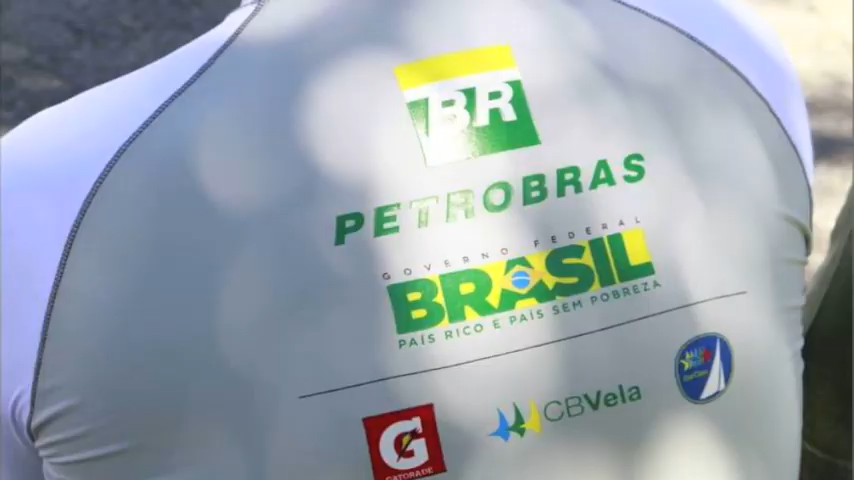 BR
PETROBRAS
GOVERNO FEDERAL
BRASIL
PAÍS RICO É PAÍS SEM POBREZA
G
GATORADE
CBVela